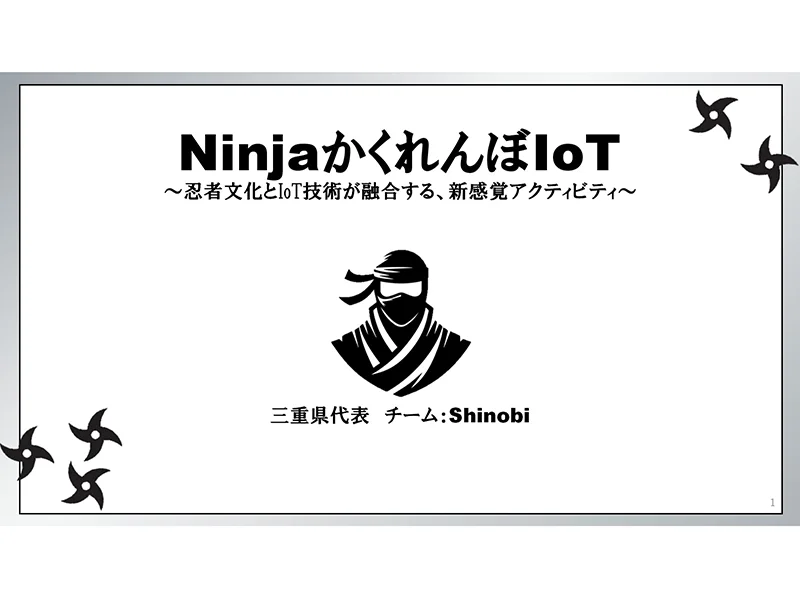 NinjaかくれんぼIoT
～忍者文化とIoT技術が融合する、新感覚アクティビティ～
三重県代表　チーム：Shinobi
1